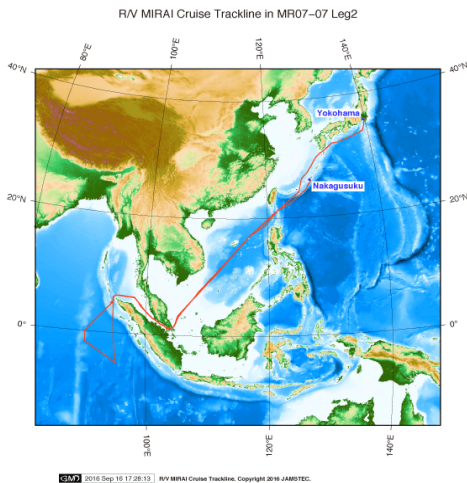 R/V MIRAI Cruise Trackline in MR07-07 Leg2
80°E
100°E
120°E
140°E
40°N
40°N
Yokohama
Nakagusuku
20°N
20°N
0°
0°
100°E
120°E
140°E
GMD 2016 Sep 16 17:28:13 R/V MIRAI Cruise Trackline. Copyright 2016 JAMSTEC.